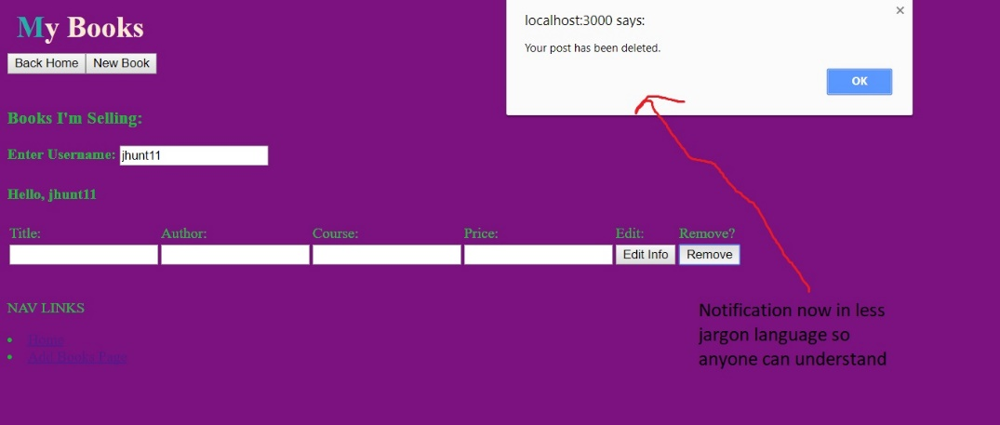 My Books
Back Home New Book
localhost:3000 says:
Your post has been deleted.
OK
Books I'm Selling:
Enter Username: jhunt11
Hello, jhunt11
Title: Author: Course: Price: Edit: Remove?
Edit Info Remove
NAV LINKS
Home
Add Books Page
Notification now in less
jargon language so
anyone can understand